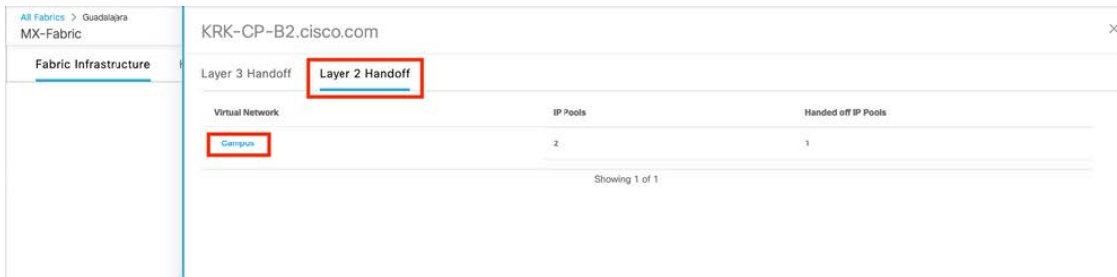 All Fabrics > Guadalajara
MX-Fabric
Fabric Infrastructure
KRK-CP-B2.cisco.com
Layer 3 Handoff Layer 2 Handoff
Virtual Network IP Pools Handed off IP Pools
Campus 2 1
Showing 1 of 1